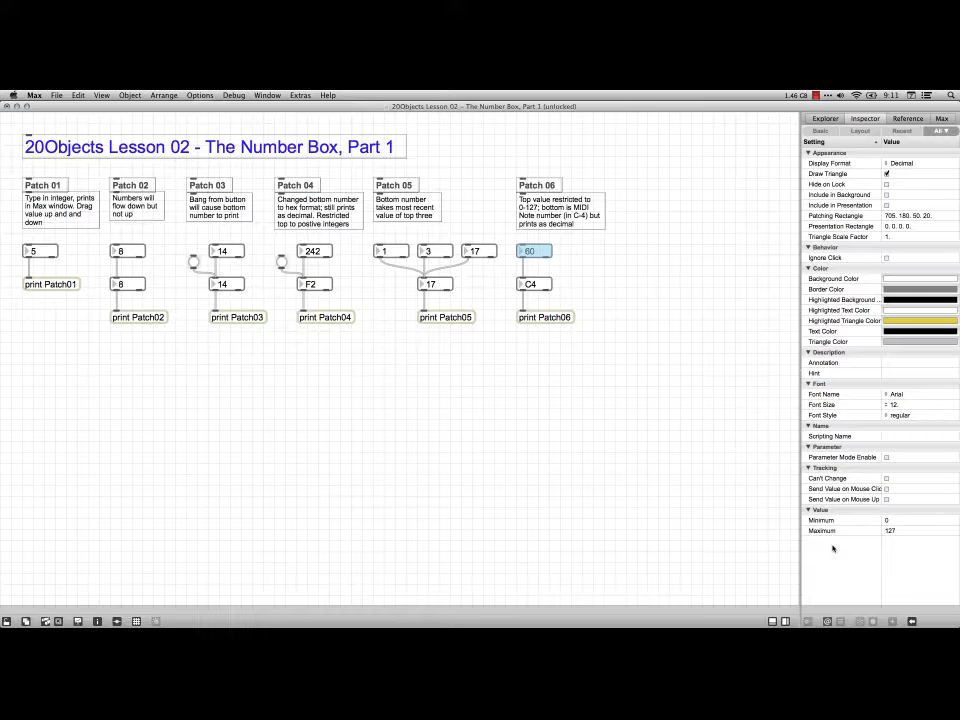 Max File Edit View Object Arrange Options Debug Window Extras Help 1.46 GB 9:11
20Objects Lesson 02 – The Number Box, Part 1 (unlocked)
Explorer Inspector Reference Max
Basic Layout Recent All
Setting Value
20Objects Lesson 02 - The Number Box, Part 1
Patch 01
Type in integer, prints
in Max window. Drag
value up and and
down
5
print Patch01
Patch 02
Numbers will
flow down but
not up
8
8
print Patch02
Patch 03
Bang from button
will cause bottom
number to print
14
14
print Patch03
Patch 04
Changed bottom number
to hex format; still prints
as decimal. Restricted
top to postive integers
242
F2
print Patch04
Patch 05
Bottom number
takes most recent
value of top three
1 3 17
17
print Patch05
Patch 06
Top value restricted to
0-127; bottom is MIDI
Note number (in C-4) but
prints as decimal
60
C4
print Patch06
Appearance
Display Format Decimal
Draw Triangle
Hide on Lock
Include in Background
Include in Presentation
Patching Rectangle 705. 180. 50. 20.
Presentation Rectangle 0. 0. 0. 0.
Triangle Scale Factor 1.
Behavior
Ignore Click
Color
Background Color
Border Color
Highlighted Background ...
Highlighted Text Color
Highlighted Triangle Color
Text Color
Triangle Color
Description
Annotation
Hint
Font
Font Name Arial
Font Size 12.
Font Style regular
Name
Scripting Name
Parameter
Parameter Mode Enable
Tracking
Can't Change
Send Value on Mouse Clic
Send Value on Mouse Up
Value
Minimum 0
Maximum 127